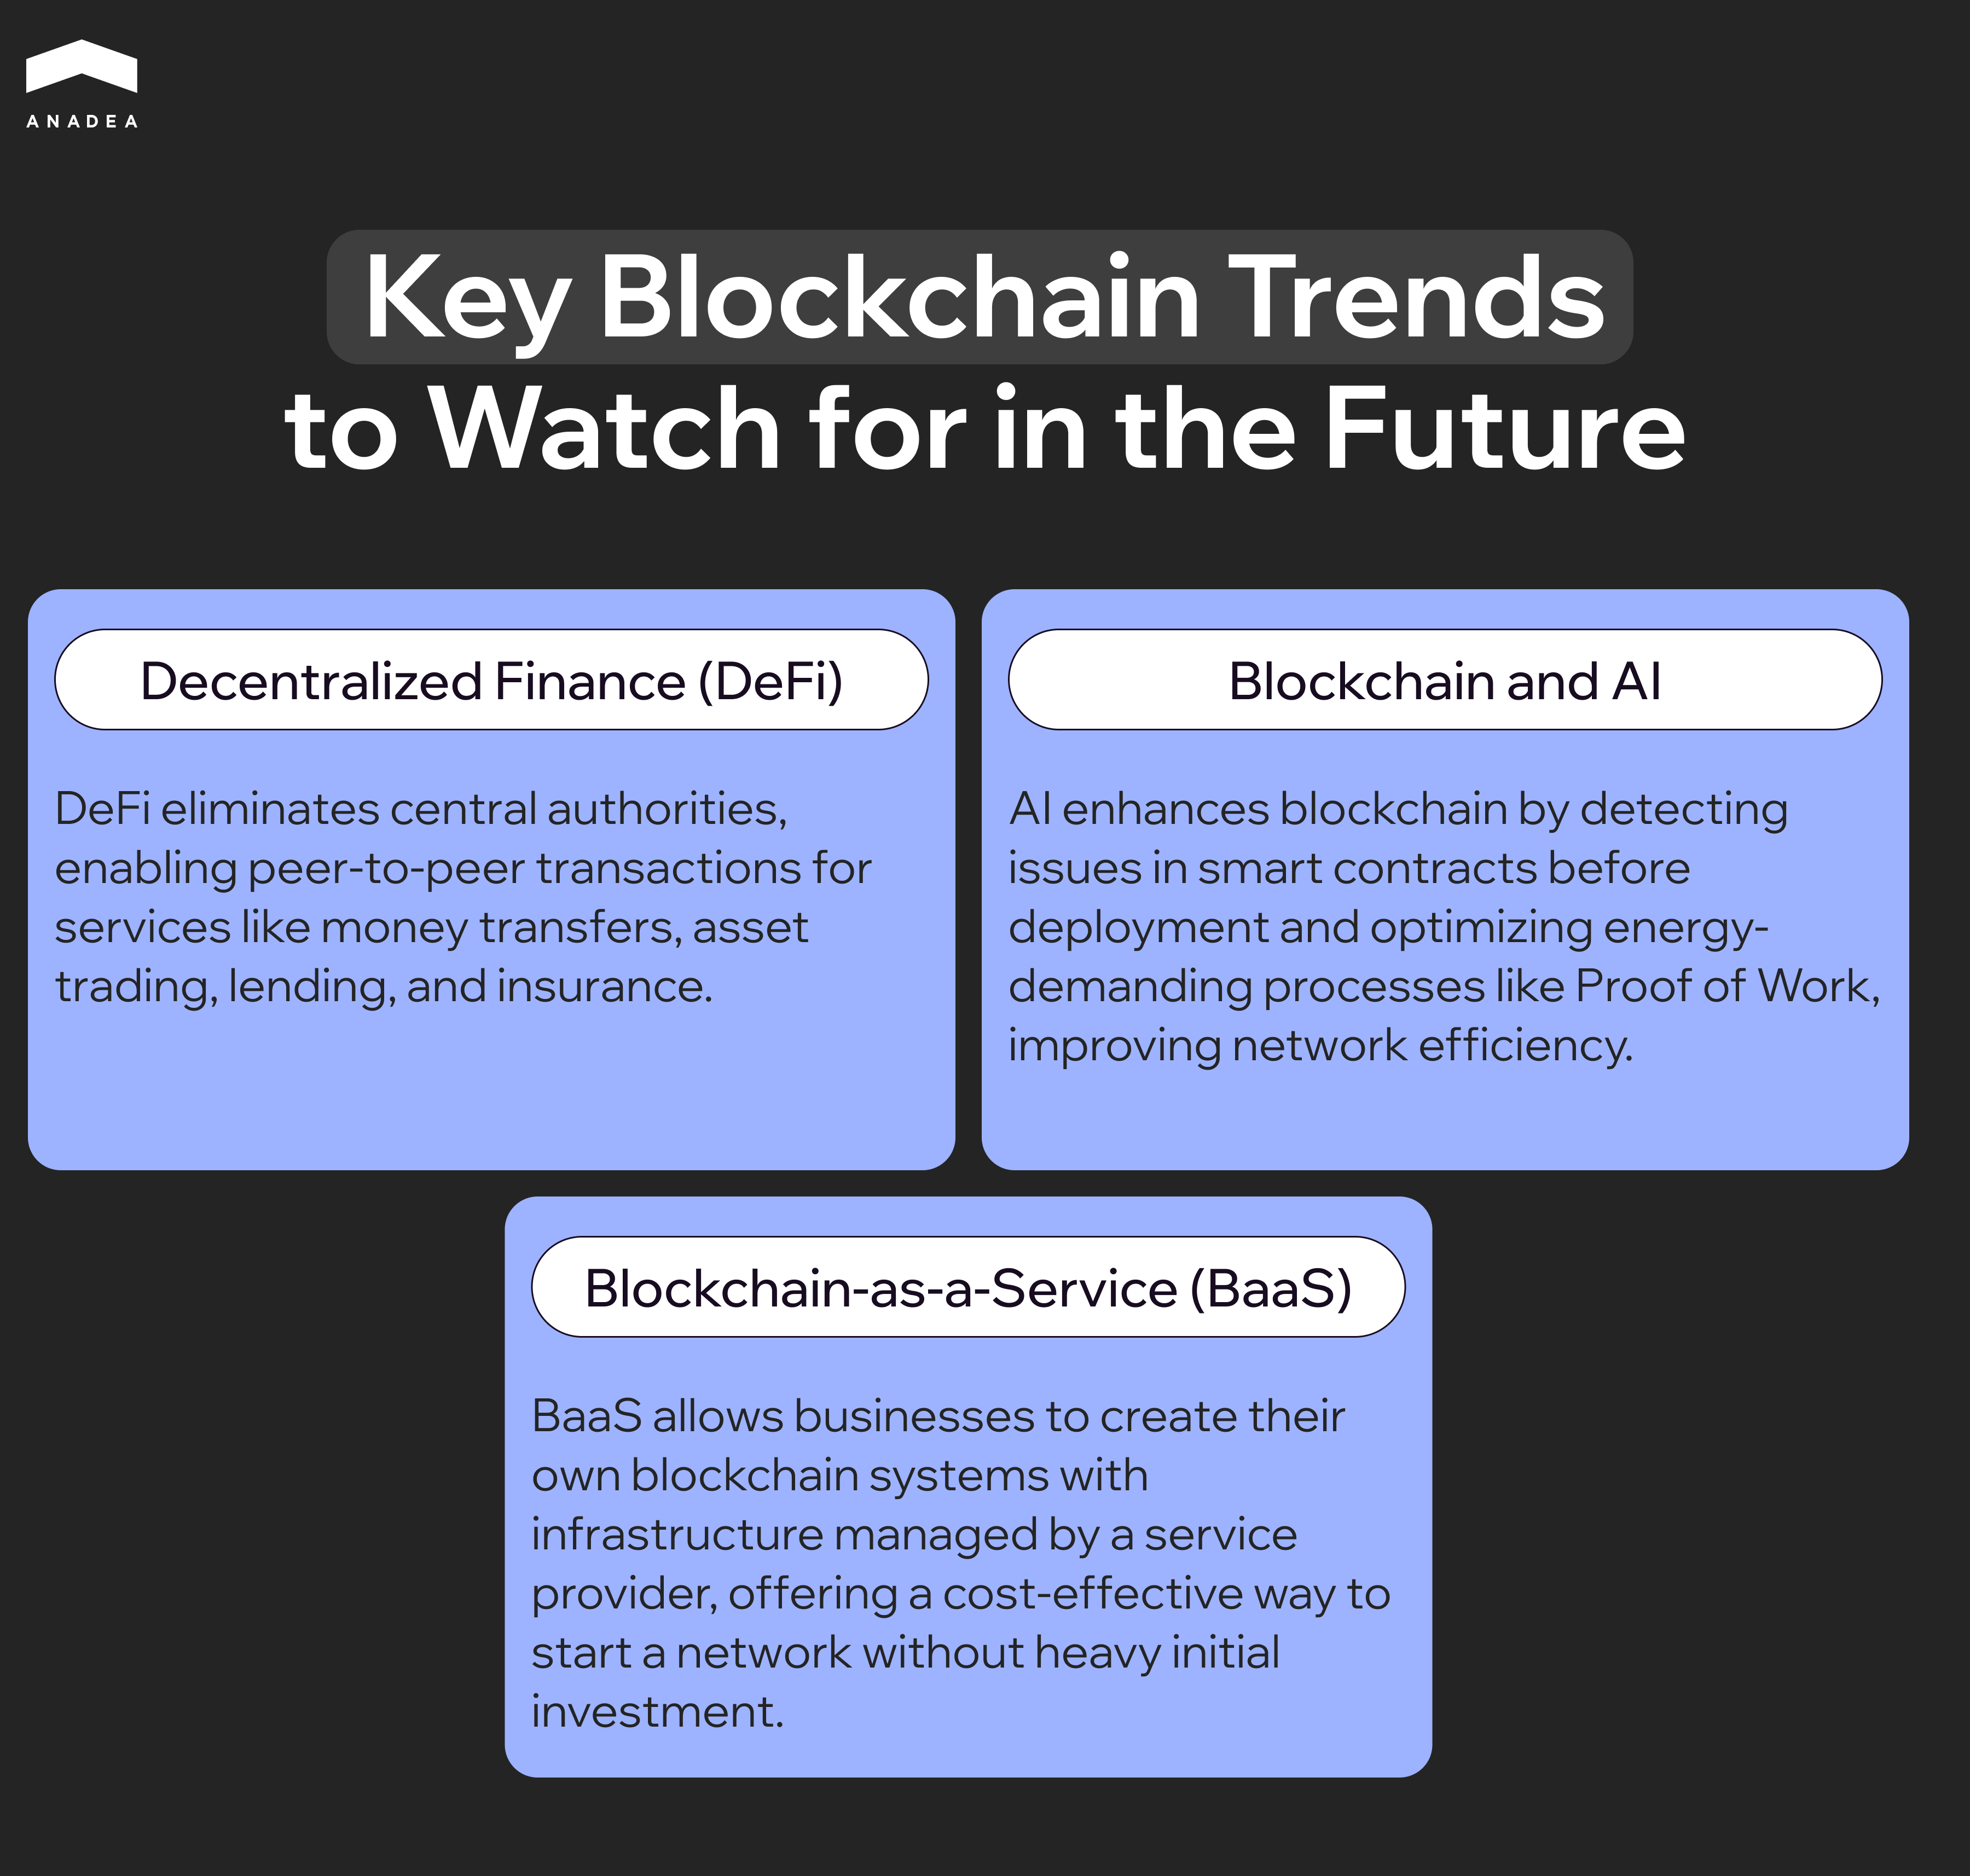 ANADEA
Key Blockchain Trends
to Watch for in the Future
Decentralized Finance (DeFi)
DeFi eliminates central authorities,
enabling peer-to-peer transactions for
services like money transfers, asset
trading, lending, and insurance.
Blockchain and AI
AI enhances blockchain by detecting
issues in smart contracts before
deployment and optimizing energy-
demanding processes like Proof of Work,
improving network efficiency.
Blockchain-as-a-Service (BaaS)
BaaS allows businesses to create their
own blockchain systems with
infrastructure managed by a service
provider, offering a cost-effective way to
start a network without heavy initial
investment.